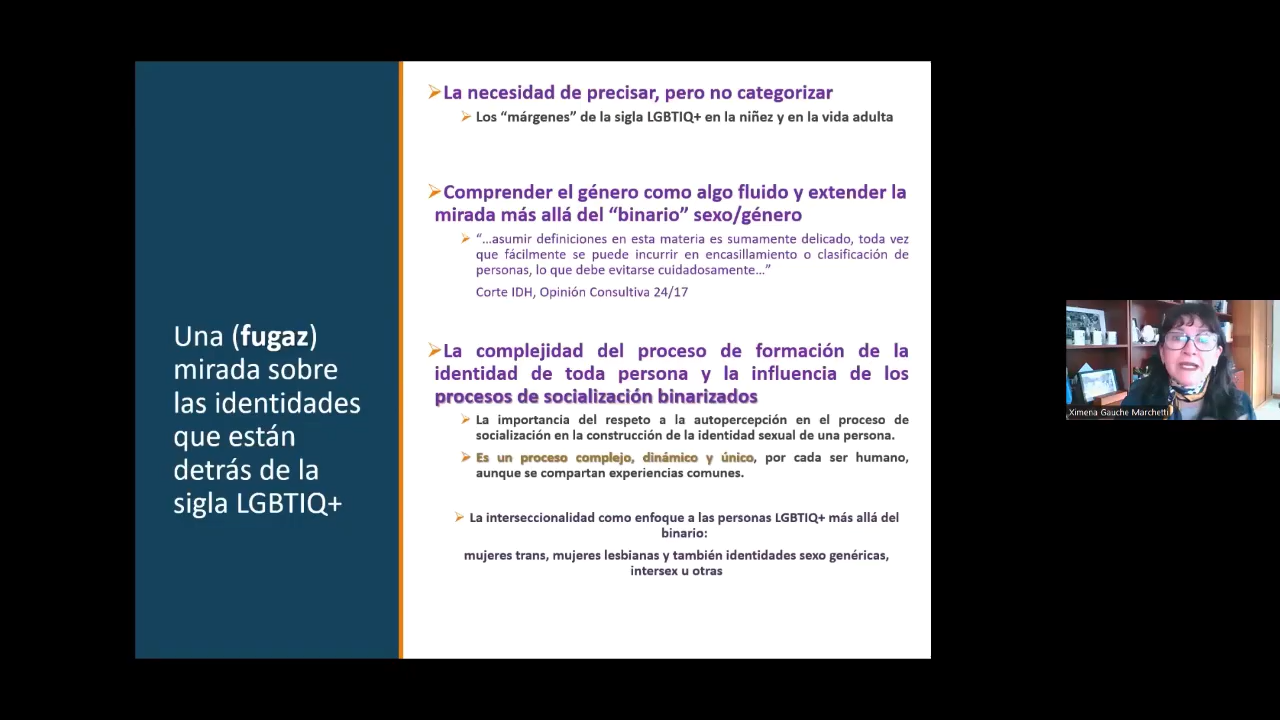 Una (fugaz)
mirada sobre
las identidades
que están
detrás de la
sigla LGBTIQ+
La necesidad de precisar, pero no categorizar
Los “márgenes” de la sigla LGBTIQ+ en la niñez y en la vida adulta
Comprender el género como algo fluido y extender la
mirada más allá del “binario” sexo/género
“…asumir definiciones en esta materia es sumamente delicado, toda vez
que fácilmente se puede incurrir en encasillamiento o clasificación de
personas, lo que debe evitarse cuidadosamente…”
Corte IDH, Opinión Consultiva 24/17
La complejidad del proceso de formación de la
identidad de toda persona y la influencia de los
procesos de socialización binarizados
La importancia del respeto a la autopercepción en el proceso de
socialización en la construcción de la identidad sexual de una persona.
Es un proceso complejo, dinámico y único, por cada ser humano,
aunque se compartan experiencias comunes.
La interseccionalidad como enfoque a las personas LGBTIQ+ más allá del
binario:
mujeres trans, mujeres lesbianas y también identidades sexo genéricas,
intersex u otras
Ximena Gauche Marchetti